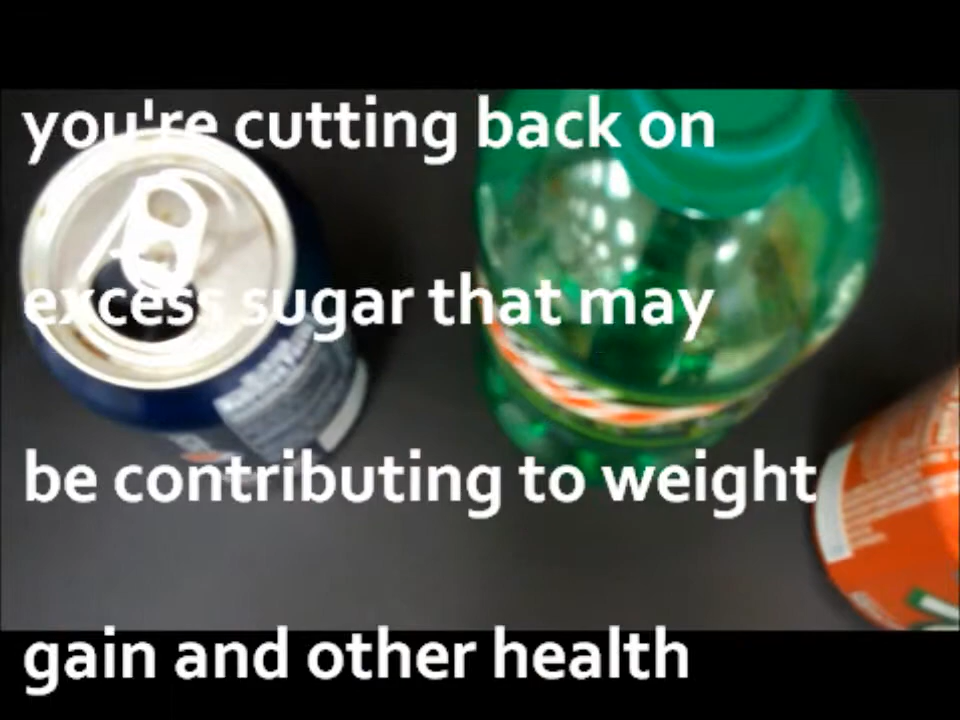 you're cutting back on
excess sugar that may
be contributing to weight
gain and other health